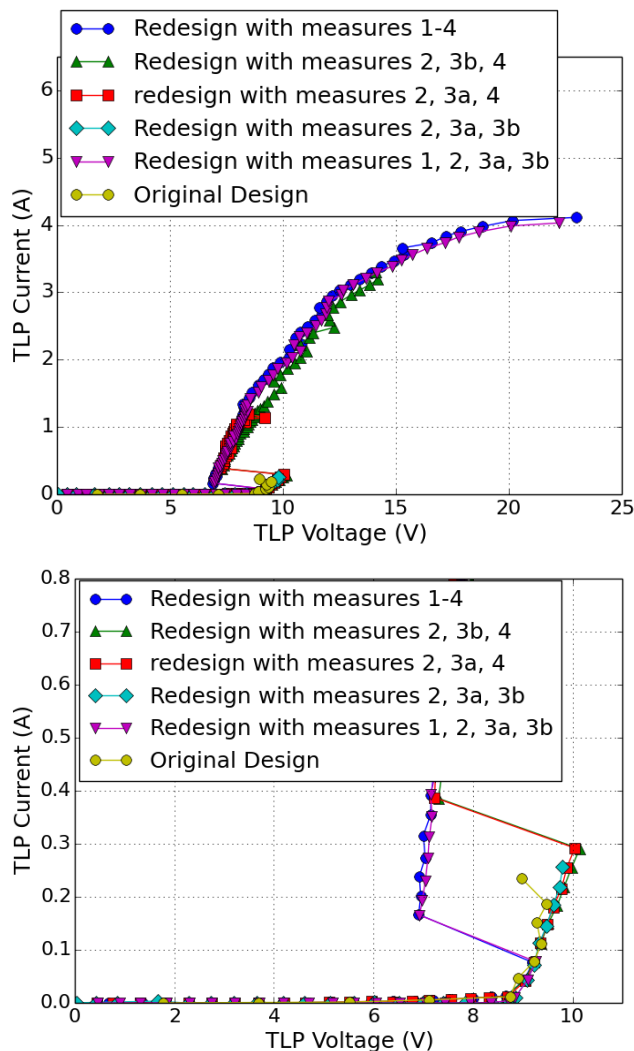 Redesign with measures 1-4
Redesign with measures 2, 3b, 4
redesign with measures 2, 3a, 4
Redesign with measures 2, 3a, 3b
Redesign with measures 1, 2, 3a, 3b
Original Design
TLP Current (A)
6
5
4
3
2
1
0
0 5 10 15 20 25
TLP Voltage (V)
Redesign with measures 1-4
Redesign with measures 2, 3b, 4
redesign with measures 2, 3a, 4
Redesign with measures 2, 3a, 3b
Redesign with measures 1, 2, 3a, 3b
Original Design
TLP Current (A)
0.8
0.7
0.6
0.5
0.4
0.3
0.2
0.1
0.0
0 2 4 6 8 10
TLP Voltage (V)